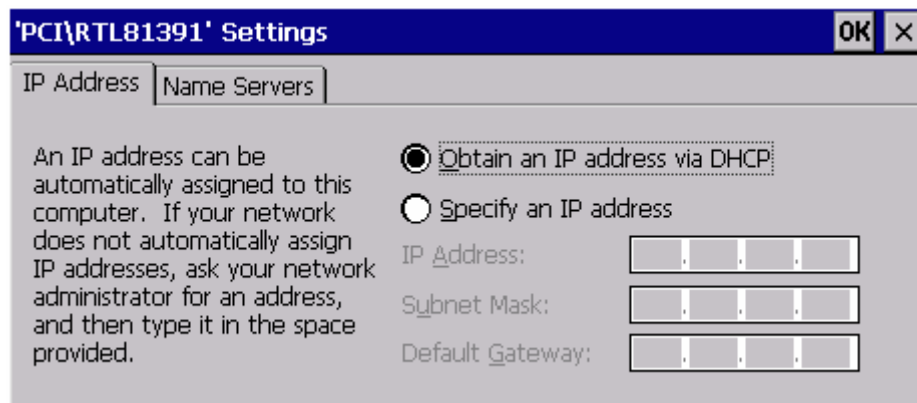 'PCI\RTL81391' Settings
OK ×
IP Address Name Servers
An IP address can be
automatically assigned to this
computer. If your network
does not automatically assign
IP addresses, ask your network
administrator for an address,
and then type it in the space
provided.
Obtain an IP address via DHCP
Specify an IP address
IP Address:
Subnet Mask:
Default Gateway: